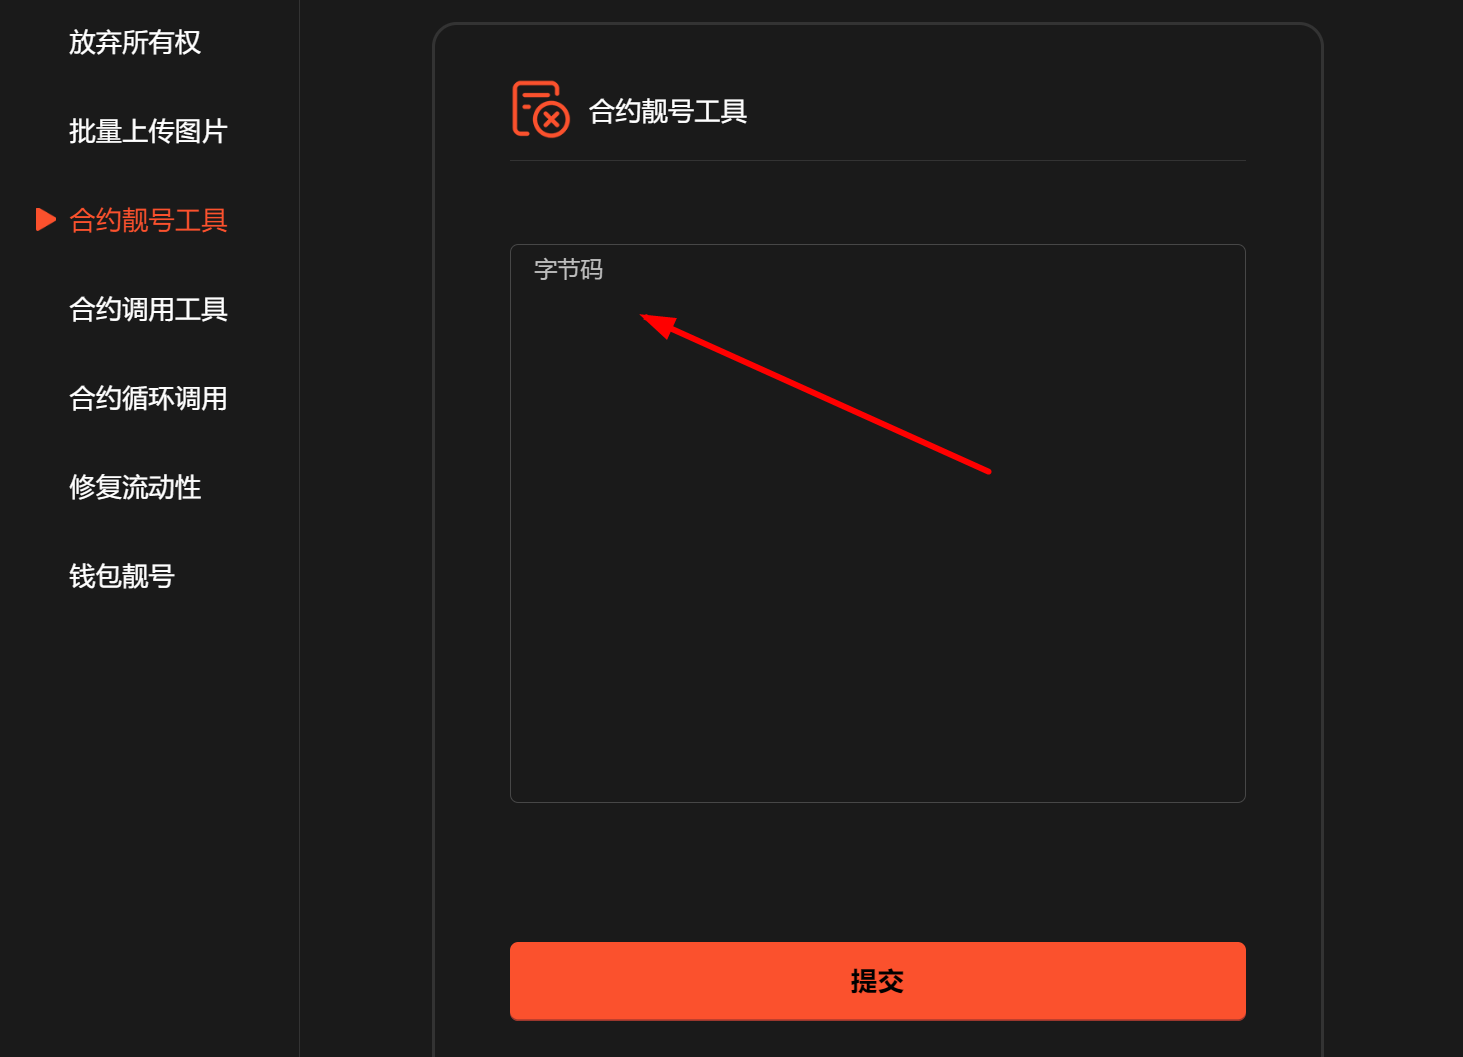 放弃所有权
批量上传图片
合约靓号工具
合约调用工具
合约循环调用
修复流动性
钱包靓号
合约靓号工具
字节码
提交